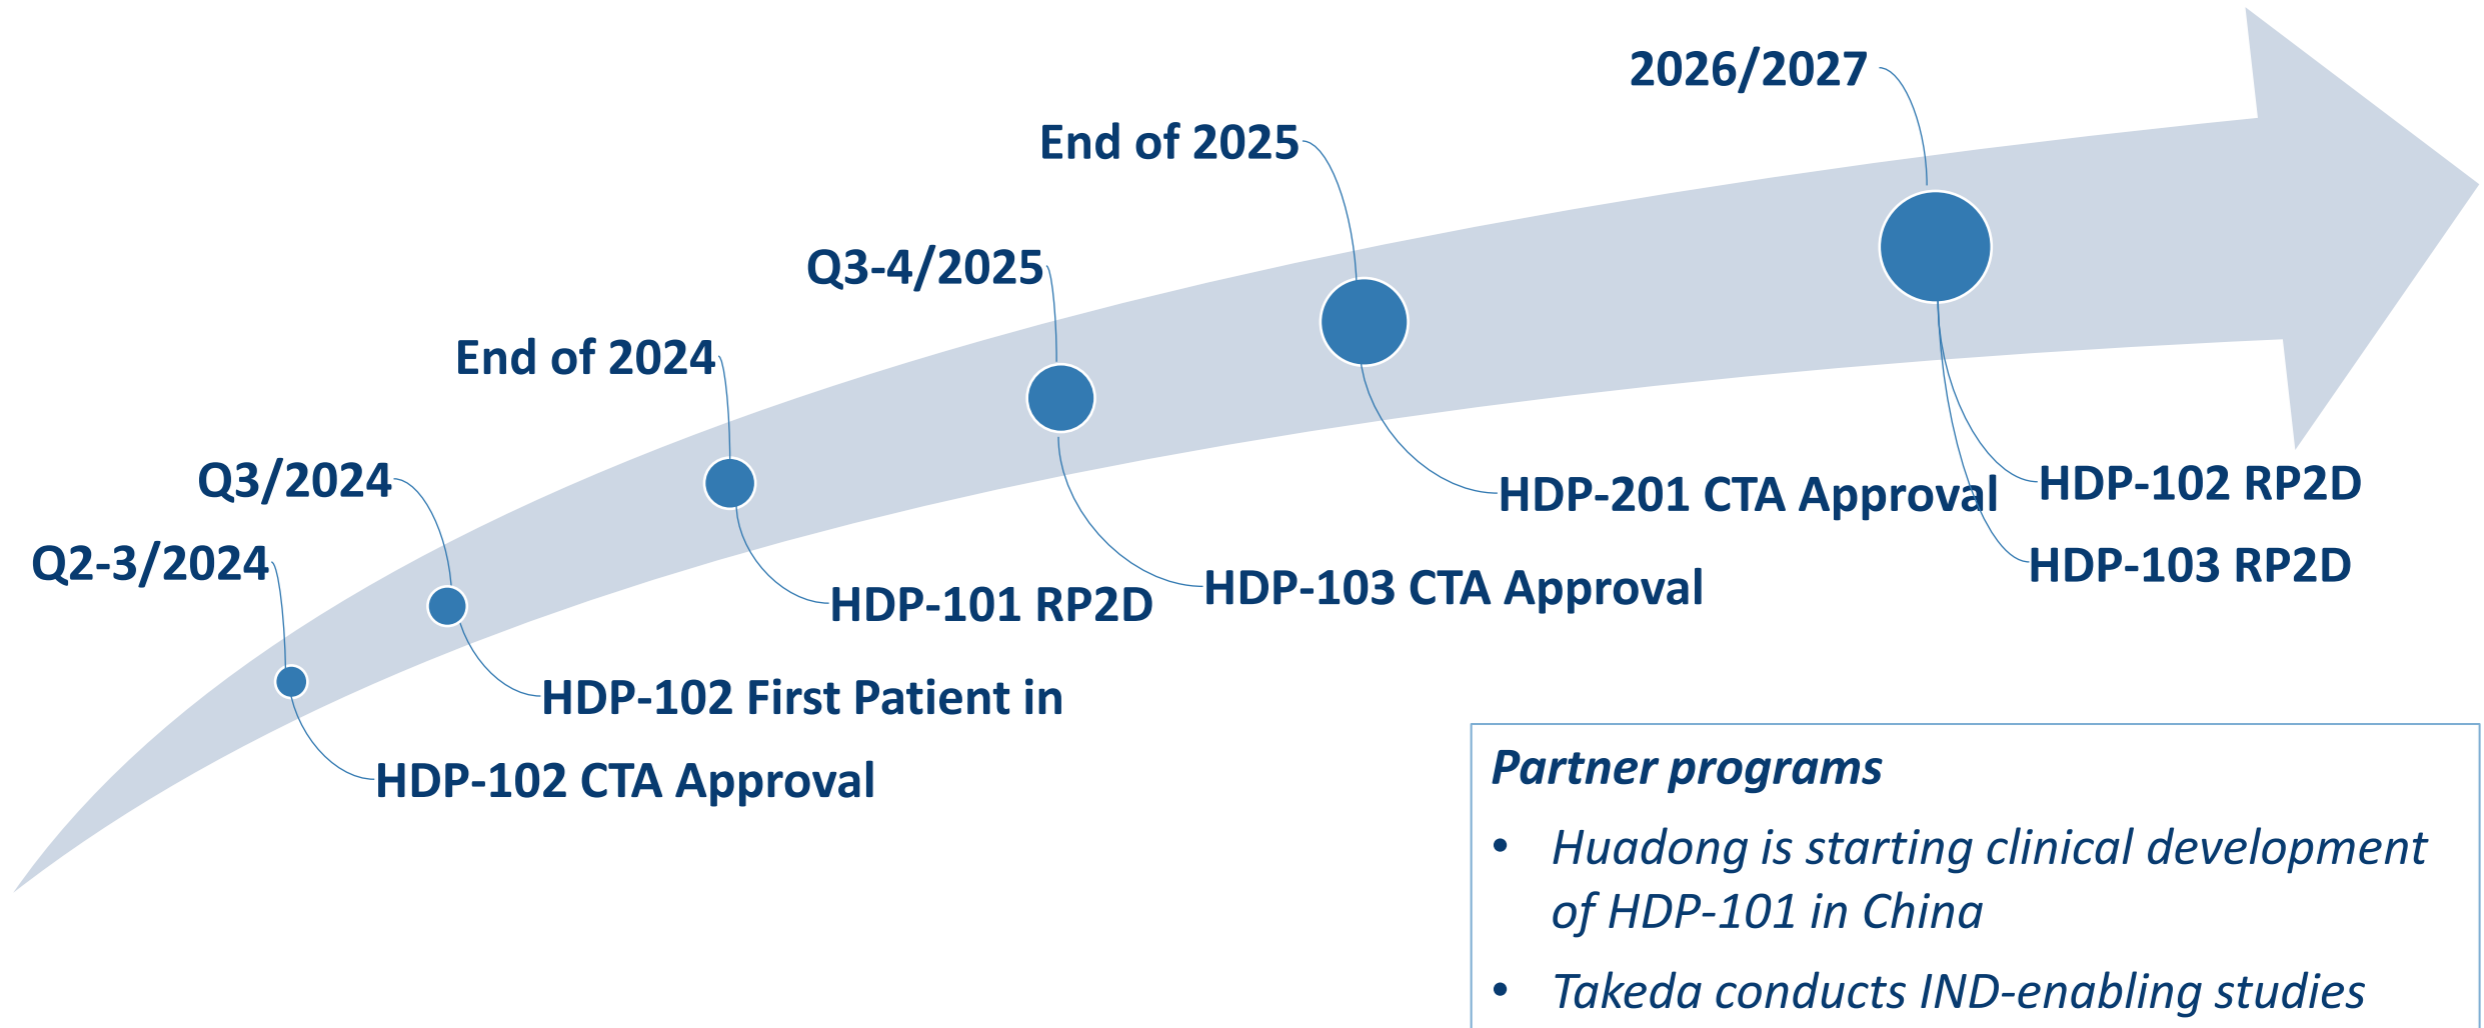 2026/2027
End of 2025
Q3-4/2025
End of 2024
Q3/2024
Q2-3/2024
HDP-102 RP2D
HDP-201 CTA Approval
HDP-103 RP2D
HDP-103 CTA Approval
HDP-101 RP2D
HDP-102 First Patient in
HDP-102 CTA Approval
Partner programs
• Huadong is starting clinical development
of HDP-101 in China
• Takeda conducts IND-enabling studies